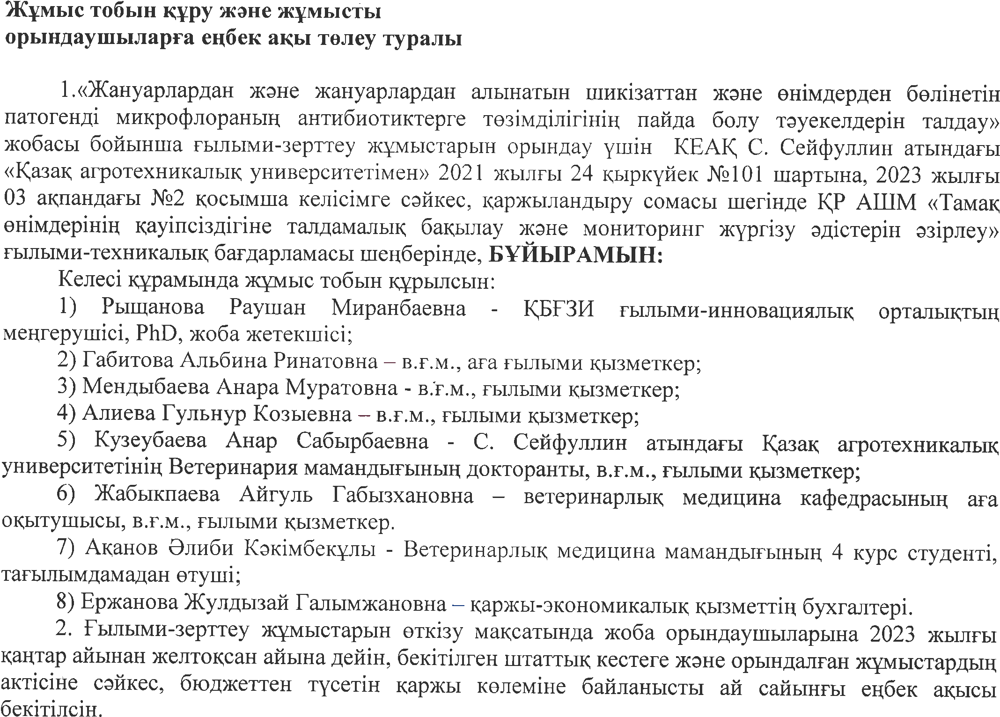 Жұмыс тобын құру және жұмысты
орындаушыларға еңбек ақы төлеу туралы
1.«Жануарлардан және жануарлардан алынатын шикізаттан және өнімдерден бөлінетін
патогенді микрофлораның антибиотиктерге төзімділігінің пайда болу тәуекелдерін талдау»
жобасы бойынша ғылыми-зерттеу жұмыстарын орындау үшін КЕАҚ С. Сейфуллин атындағы
«Қазақ агротехникалық университетімен» 2021 жылғы 24 қыркүйек №101 шартына, 2023 жылғы
03 ақпандағы №2 қосымша келісімге сәйкес, қаржыландыру сомасы шегінде ҚР АШМ «Тамақ
өнімдерінің қауіпсіздігіне талдамалық бақылау және мониторинг жүргізу әдістерін әзірлеу»
ғылыми-техникалық бағдарламасы шеңберінде, БҰЙЫРАМЫН:
Келесі құрамында жұмыс тобын құрылсын:
1) Рыщанова Раушан Миранбаевна - ҚБҒЗИ ғылыми-инновациялық орталықтың
меңгерушісі, PhD, жоба жетекшісі;
2) Габитова Альбина Ринатовна – в.ғ.м., аға ғылыми қызметкер;
3) Мендыбаева Анара Муратовна - в.ғ.м., ғылыми қызметкер;
4) Алиева Гульнур Козыевна – в.ғ.м., ғылыми қызметкер;
5) Кузеубаева Анар Сабырбаевна - С. Сейфуллин атындағы Қазақ агротехникалық
университетінің Ветеринария мамандығының докторанты, в.ғ.м., ғылыми қызметкер;
6) Жабыкпаева Айгуль Габызхановна – ветеринарлық медицина кафедрасының аға
оқытушысы, в.ғ.м., ғылыми қызметкер.
7) Ақанов Әлиби Кәкімбекұлы - Ветеринарлық медицина мамандығының 4 курс студенті,
тағылымдамадан өтуші;
8) Ержанова Жулдызай Галымжановна – қаржы-экономикалық қызметтің бухгалтері.
2. Ғылыми-зерттеу жұмыстарын өткізу мақсатында жоба орындаушыларына 2023 жылғы
қаңтар айынан желтоқсан айына дейін, бекітілген штаттық кестеге және орындалған жұмыстардың
актісіне сәйкес, бюджеттен түсетін қаржы көлеміне байланысты ай сайынғы еңбек ақысы
бекітілсін.